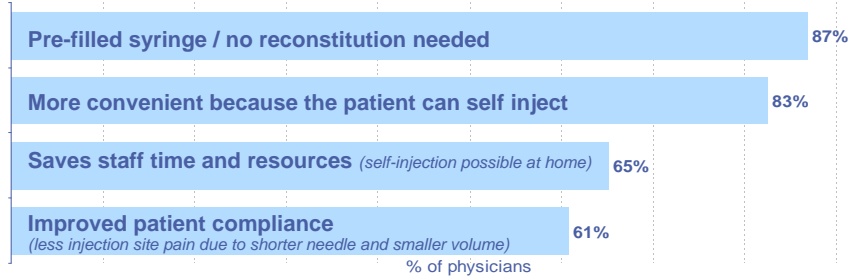 Pre-filled syringe / no reconstitution needed
87%
More convenient because the patient can self inject
83%
Saves staff time and resources (self-injection possible at home)
65%
Improved patient compliance
(less injection site pain due to shorter needle and smaller volume)
61%
% of physicians